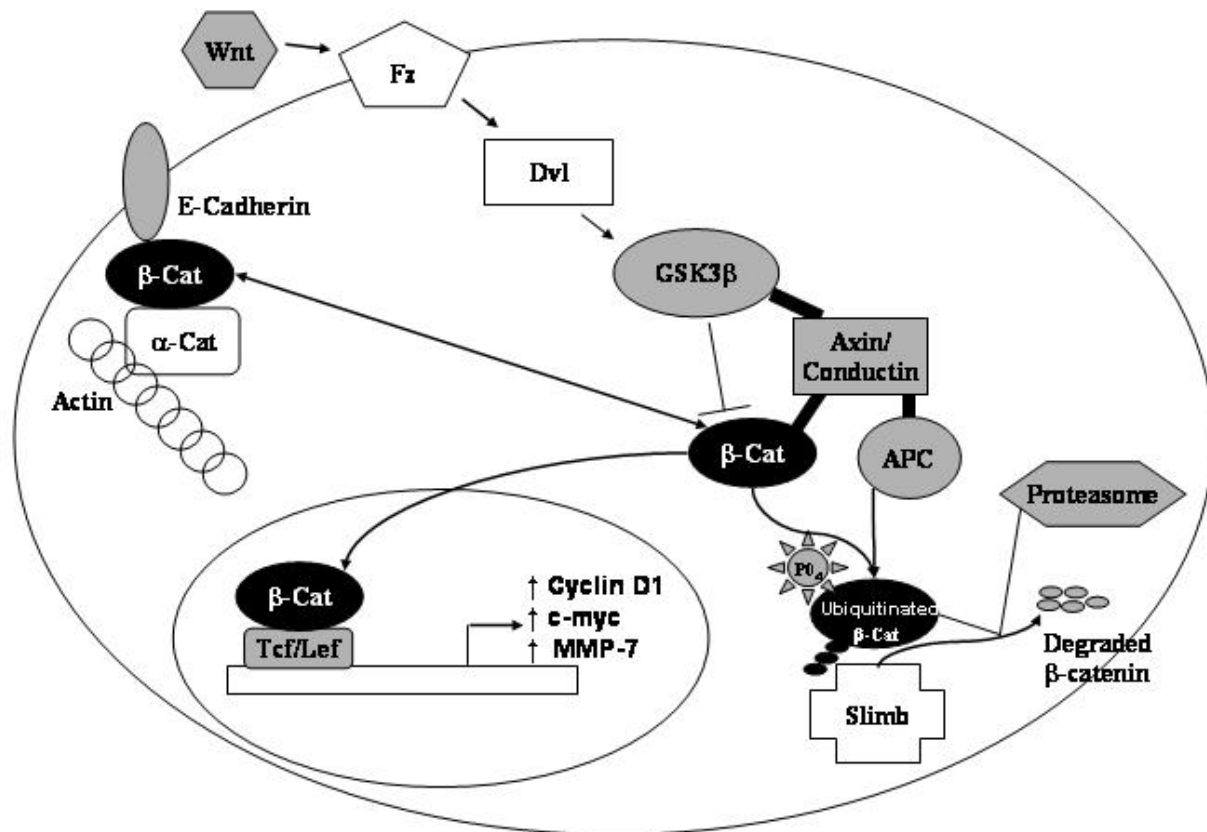 Wnt
Fz
Dvl
E-Cadherin
β-Cat
α-Cat
Actin
GSK3β
Axin/
Conductin
β-Cat
APC
Proteasome
PO4
Ubiquitinated
β-Cat
Degraded
β-catenin
Slimb
β-Cat
Tcf/Lef
↑ Cyclin D1
↑ c-myc
↑ MMP-7